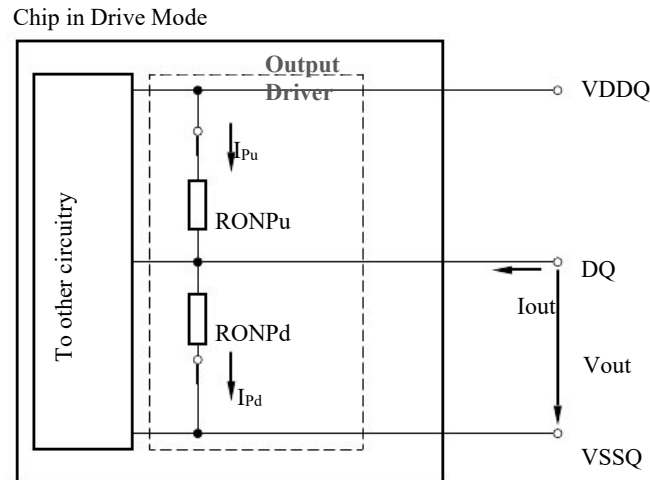 Chip in Drive Mode
Output
Driver
VDDQ
IPu
RONPu
To other circuitry
DQ
Iout
RONPd
Vout
IPd
VSSQ